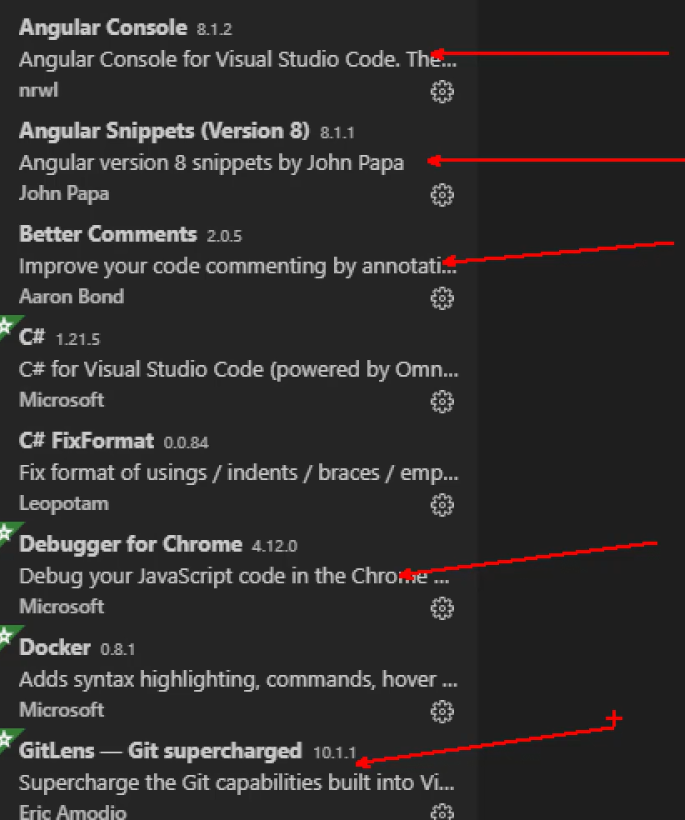 Angular Console 8.1.2
Angular Console for Visual Studio Code. The...
nrwl
Angular Snippets (Version 8) 8.1.1
Angular version 8 snippets by John Papa
John Papa
Better Comments 2.0.5
Improve your code commenting by annotati...
Aaron Bond
C# 1.21.5
C# for Visual Studio Code (powered by Omn...
Microsoft
C# FixFormat 0.0.84
Fix format of usings / indents / braces / emp...
Leopotam
Debugger for Chrome 4.12.0
Debug your JavaScript code in the Chrome ...
Microsoft
Docker 0.8.1
Adds syntax highlighting, commands, hover ...
Microsoft
GitLens — Git supercharged 10.1.1
Supercharge the Git capabilities built into Vi...
Eric Amodio